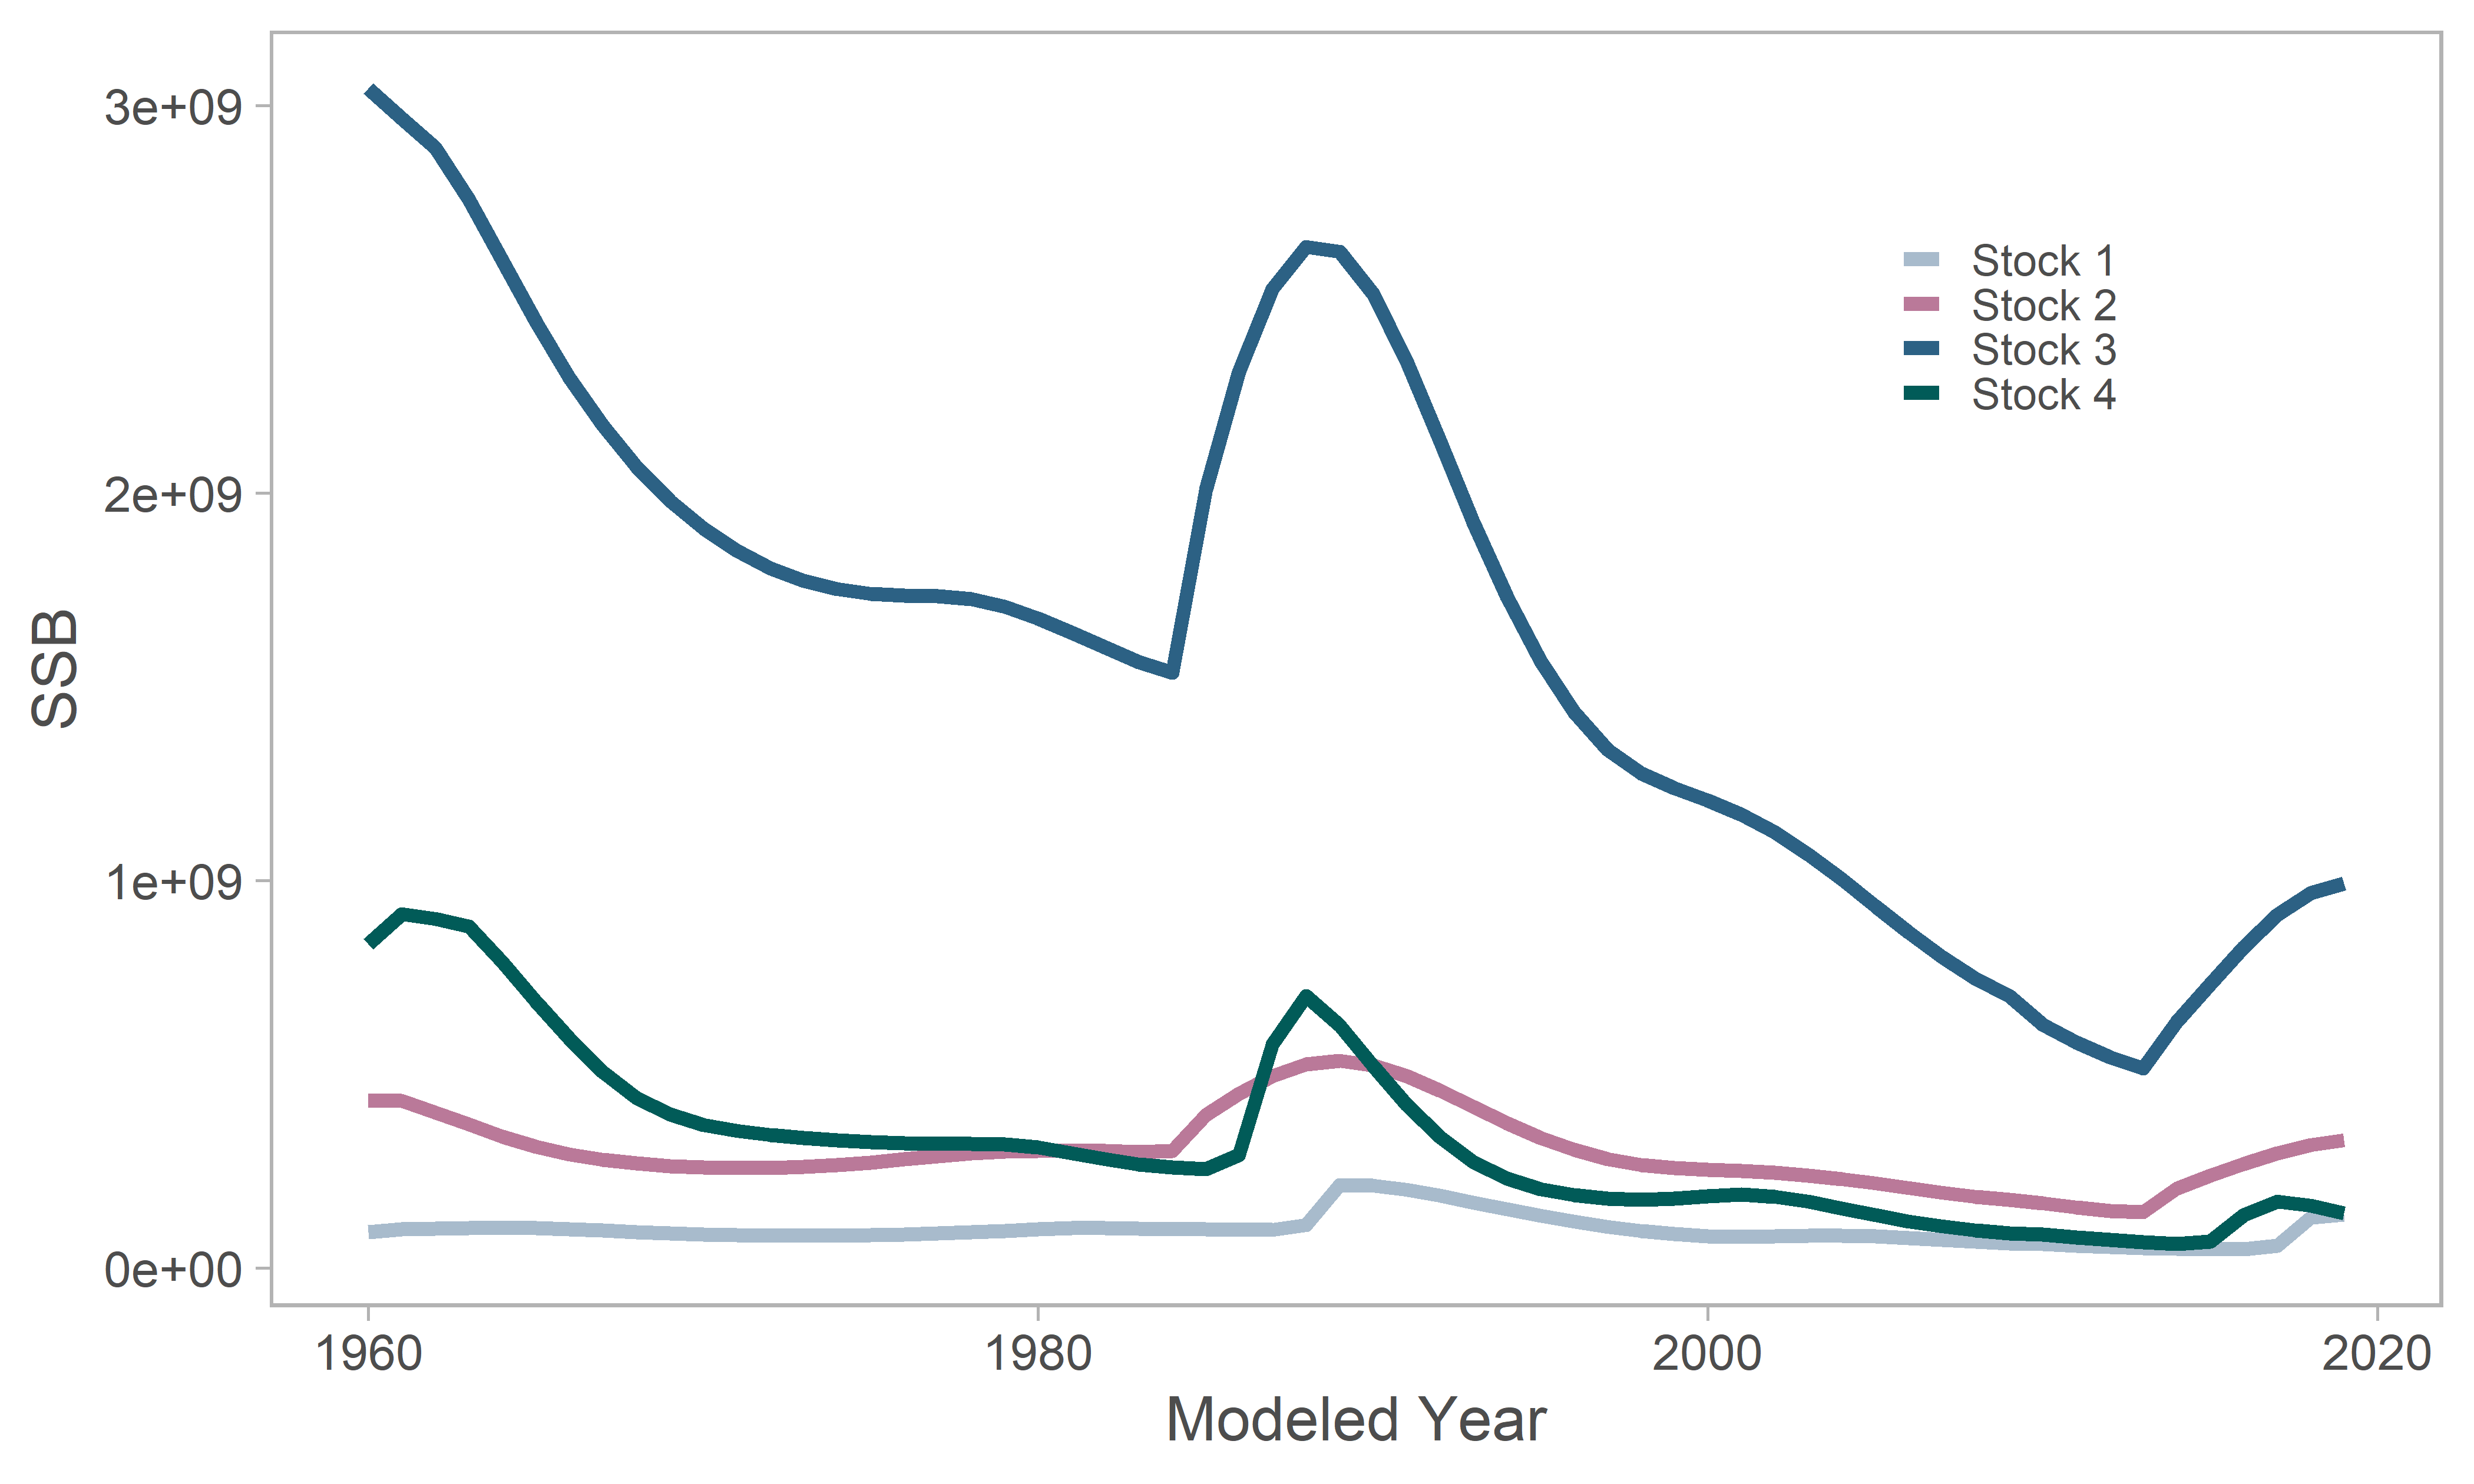 3e+09
2e+09
1e+09
0e+00
SSB
Stock 1
Stock 2
Stock 3
Stock 4
1960 1980 2000 2020
Modeled Year